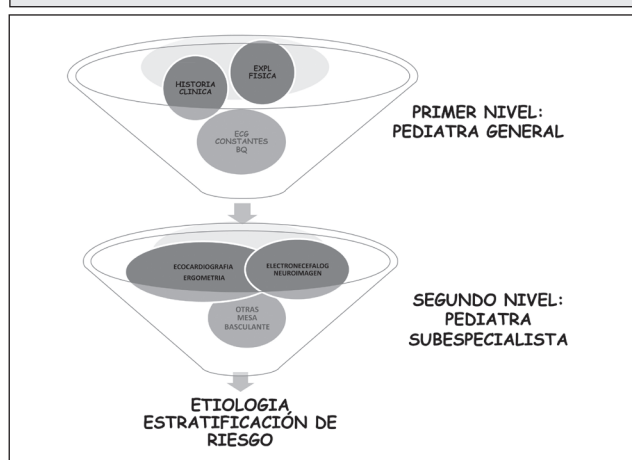 HISTORIA
CLINICA
EXPL
FISICA
ECG
CONSTANTES
BQ
PRIMER NIVEL:
PEDIATRA GENERAL
ECOCARDIOGRAFIA
ERGOMETRIA
ELECTRONECEFALOG
NEUROIMAGEN
OTRAS
MESA
BASCULANTE
SEGUNDO NIVEL:
PEDIATRA
SUBESPECIALISTA
ETIOLOGIA
ESTRATIFICACIÓN DE
RIESGO